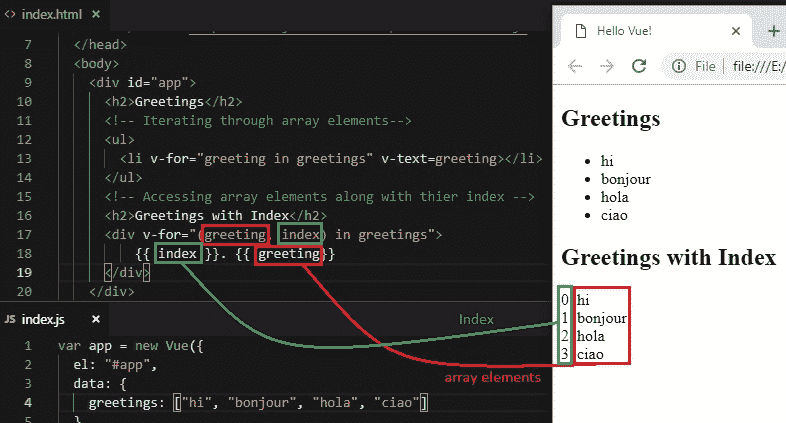 index.html
7 </head>
8 <body>
9 <div id="app">
10 <h2>Greetings</h2>
11 <!-- Iterating through array elements-->
12 <ul>
13 <li v-for="greeting in greetings" v-text=greeting></li>
14 </ul>
15 <!-- Accessing array elements along with thier index -->
16 <h2>Greetings with Index</h2>
17 <div v-for="(greeting, index) in greetings">
18 {{ index }}. {{ greeting}}
19 </div>
20 </div>
JS index.js
1 var app = new Vue({
2 el: "#app",
3 data: {
4 greetings: ["hi", "bonjour", "hola", "ciao"]
5 }
Index
array elements
Hello Vue!
File file:///E:/
Greetings
hi
bonjour
hola
ciao
Greetings with Index
0 hi
1 bonjour
2 hola
3 ciao